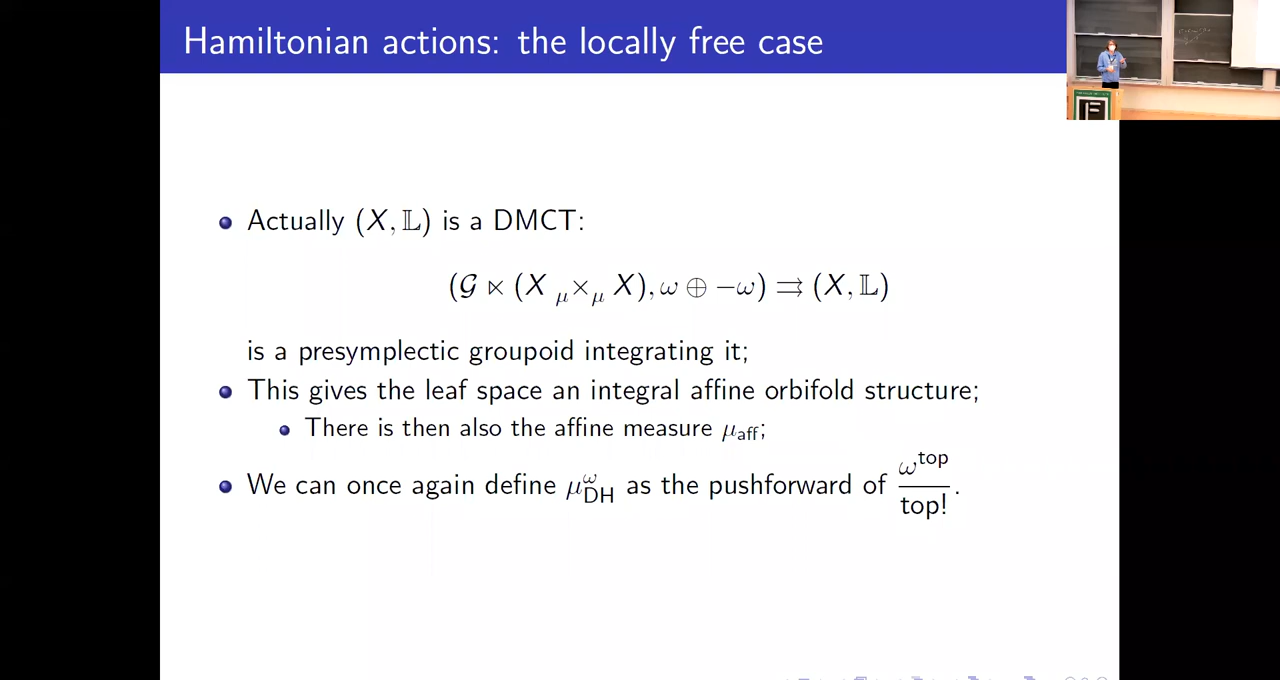 Hamiltonian actions: the locally free case
Actually (X, 𝕃) is a DMCT:
(𝒢 ⋉ (X μ×μ X), ω ⊕ −ω) ⇉ (X, 𝕃)
is a presymplectic groupoid integrating it;
This gives the leaf space an integral affine orbifold structure;
There is then also the affine measure μ_aff;
We can once again define μ^ω_DH as the pushforward of ω^top / top!.